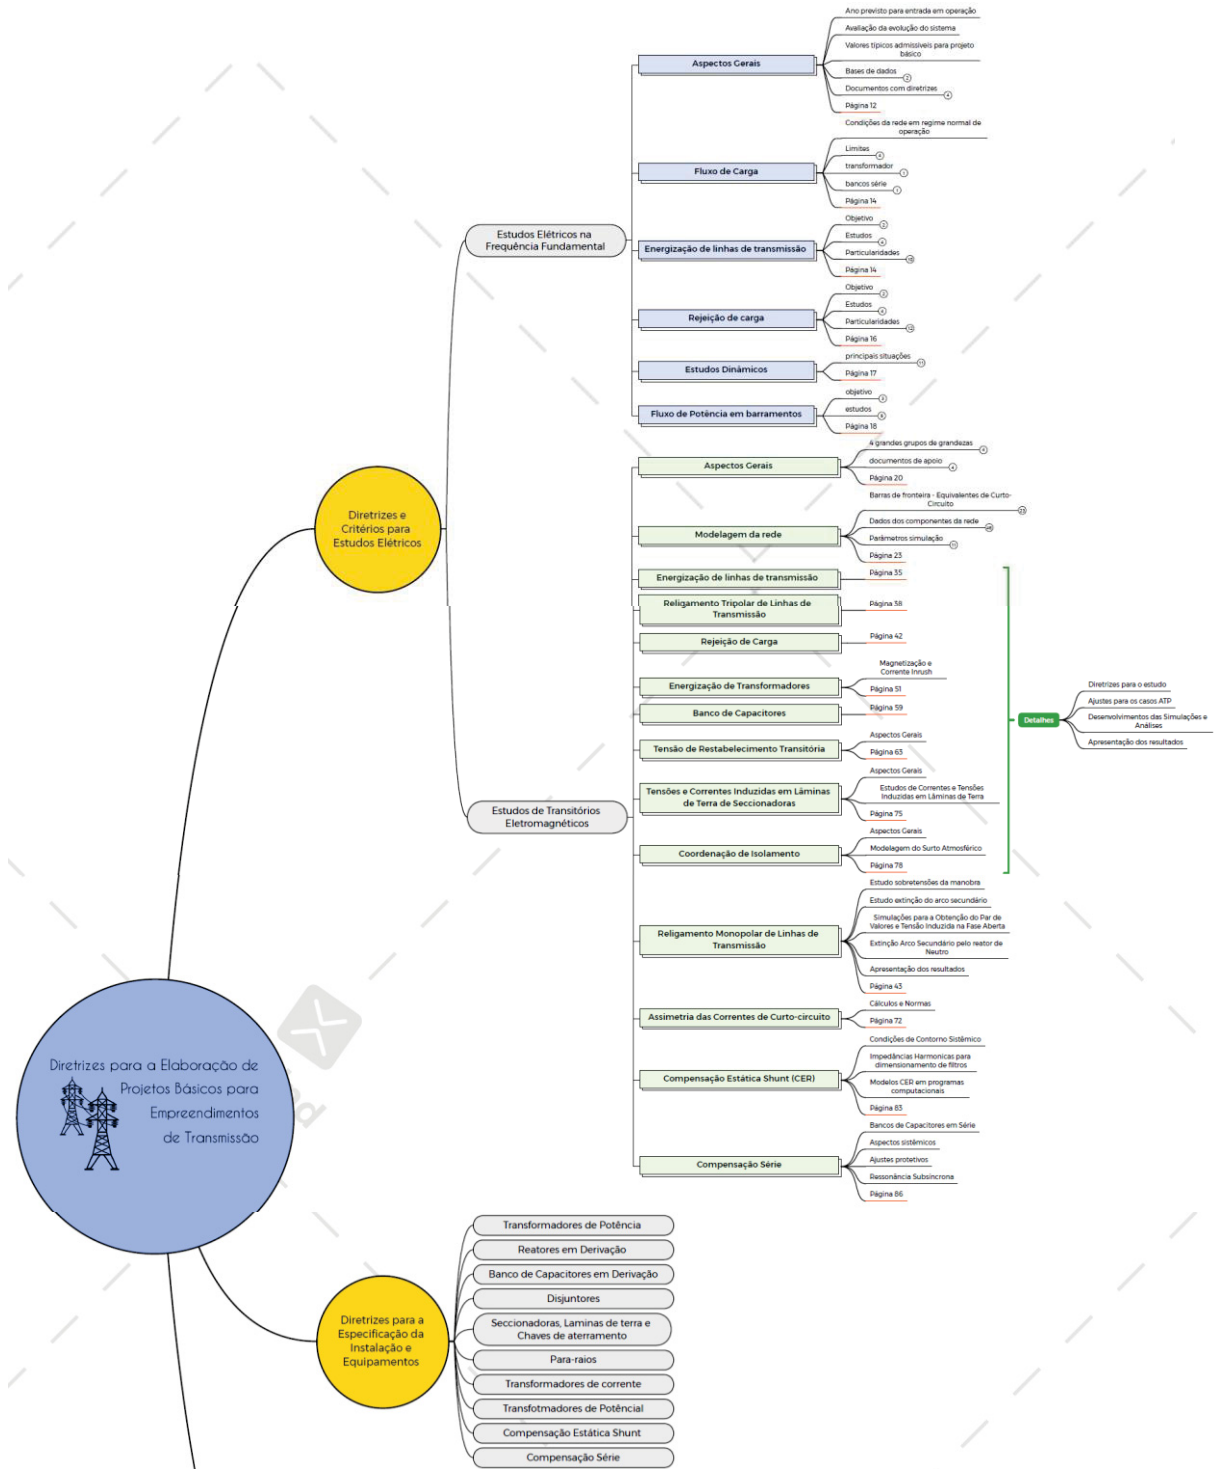 Diretrizes para a Elaboração de
Projetos Básicos para
Empreendimentos
de Transmissão
Diretrizes e
Critérios para
Estudos Elétricos
Estudos Elétricos na
Frequência Fundamental
Aspectos Gerais
Ano previsto para entrada em operação
Avaliação da evolução do sistema
Valores típicos admissíveis para projeto
básico
Bases de dados 2
Documentos com diretrizes 4
Página 12
Fluxo de Carga
Condições da rede em regime normal de
operação
Limites
transformador 1
bancos série 1
Página 14
Energização de linhas de transmissão
Objetivo 2
Estudos 4
Particularidades
Página 14
Rejeição de carga
Objetivo 2
Estudos 4
Particularidades 12
Página 16
Estudos Dinâmicos
principais situações 11
Página 17
Fluxo de Potência em barramentos
objetivo
estudos
Página 18
Estudos de Transitórios
Eletromagnéticos
Aspectos Gerais
4 grandes grupos de grandezas 4
documentos de apoio 4
Página 20
Modelagem da rede
Barras de fronteira - Equivalentes de Curto-
Circuito 23
Dados dos componentes da rede
Parâmetros simulação 11
Página 23
Energização de linhas de transmissão
Página 35
Religamento Tripolar de Linhas de
Transmissão
Página 38
Rejeição de Carga
Página 42
Energização de Transformadores
Magnetização e
Corrente Inrush
Página 51
Banco de Capacitores
Página 59
Tensão de Restabelecimento Transitória
Aspectos Gerais
Página 63
Tensões e Correntes Induzidas em Lâminas
de Terra de Seccionadoras
Aspectos Gerais
Estudos de Correntes e Tensões
Induzidas em Lâminas de Terra
Página 75
Coordenação de Isolamento
Aspectos Gerais
Modelagem do Surto Atmosférico
Página 78
Detalhes
Diretrizes para o estudo
Ajustes para os casos ATP
Desenvolvimentos das Simulações e
Análises
Apresentação dos resultados
Religamento Monopolar de Linhas de
Transmissão
Estudo sobretensões da manobra
Estudo extinção do arco secundário
Simulações para a Obtenção do Par de
Valores e Tensão Induzida na Fase Aberta
Extinção Arco Secundário pelo reator de
Neutro
Apresentação dos resultados
Página 43
Assimetria das Correntes de Curto-circuito
Cálculos e Normas
Página 72
Compensação Estática Shunt (CER)
Condições de Contorno Sistêmico
Impedâncias Harmonicas para
dimensionamento de filtros
Modelos CER em programas
computacionais
Página 83
Compensação Série
Bancos de Capacitores em Série
Aspectos sistêmicos
Ajustes protetivos
Ressonância Subsíncrona
Página 86
Diretrizes para a
Especificação da
Instalação e
Equipamentos
Transformadores de Potência
Reatores em Derivação
Banco de Capacitores em Derivação
Disjuntores
Seccionadoras, Laminas de terra e
Chaves de aterramento
Para-raios
Transformadores de corrente
Transfotmadores de Potêncial
Compensação Estática Shunt
Compensação Série